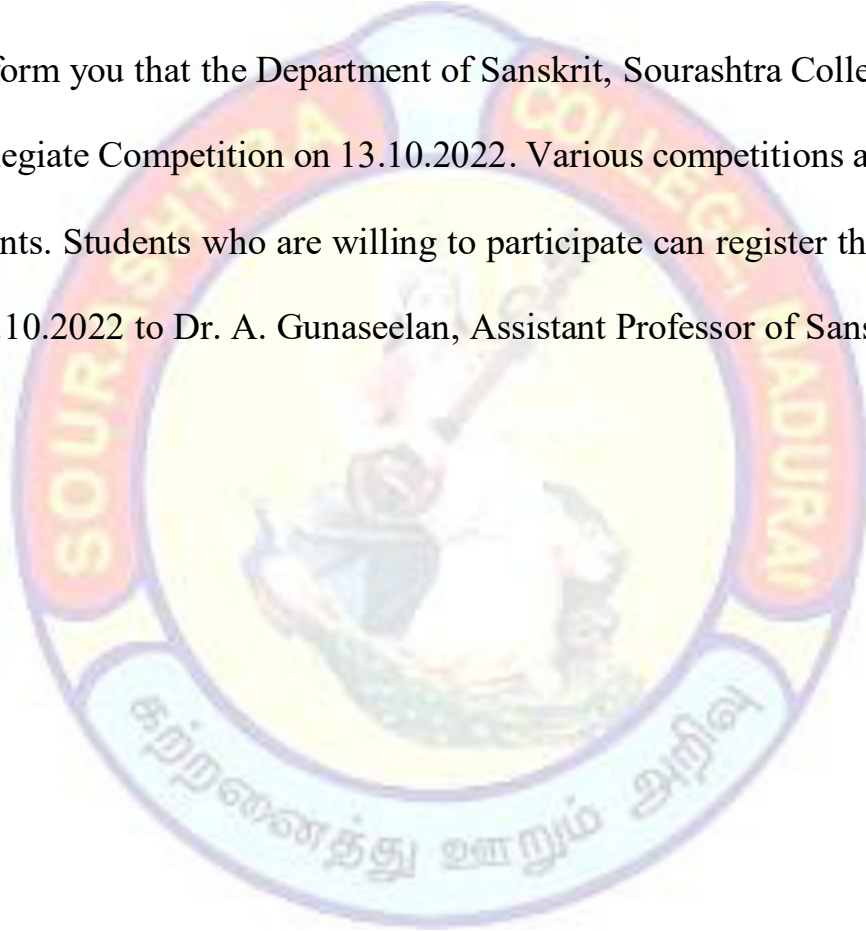 form you that the Department of Sanskrit, Sourashtra Colle
egiate Competition on 13.10.2022. Various competitions a
nts. Students who are willing to participate can register th
.10.2022 to Dr. A. Gunaseelan, Assistant Professor of Sans
SOURASHTRA COLLEGE, MADURAI
கற்றனைத்து ஊறும் அறிவு